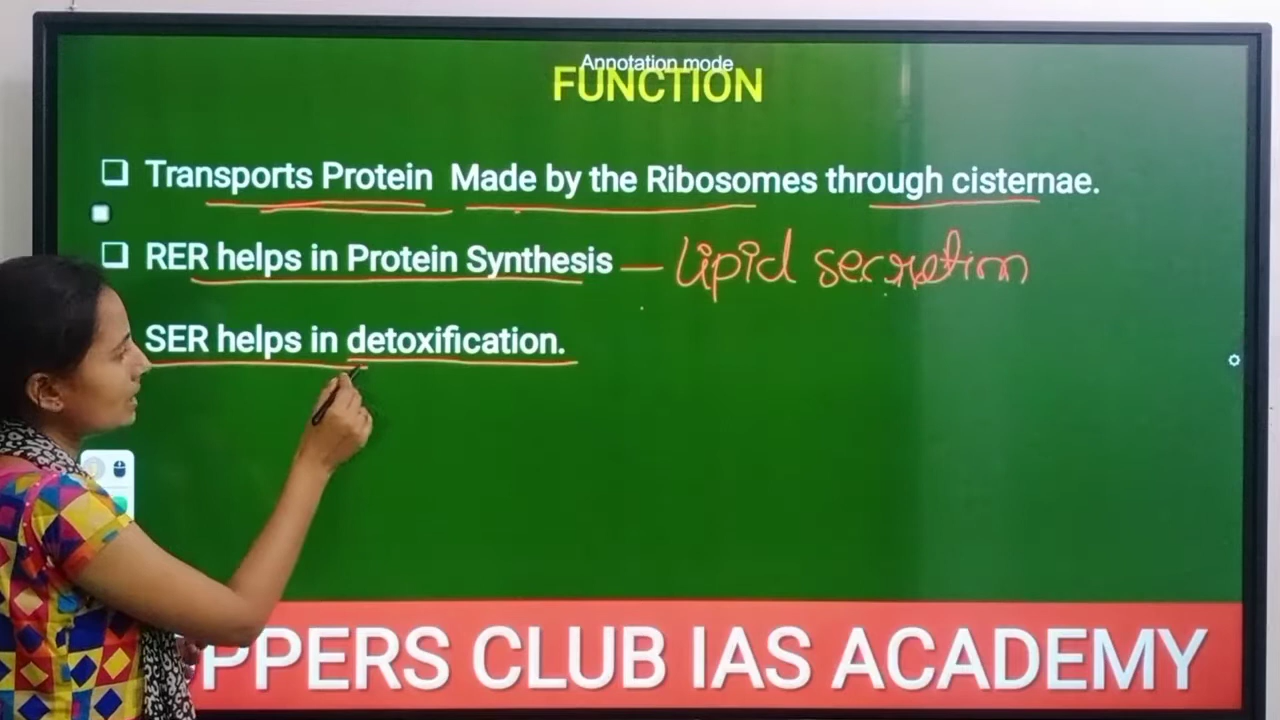 Annotation mode
FUNCTION
Transports Protein Made by the Ribosomes through cisternae.
RER helps in Protein Synthesis — Lipid secretion
SER helps in detoxification.
PPERS CLUB IAS ACADEMY